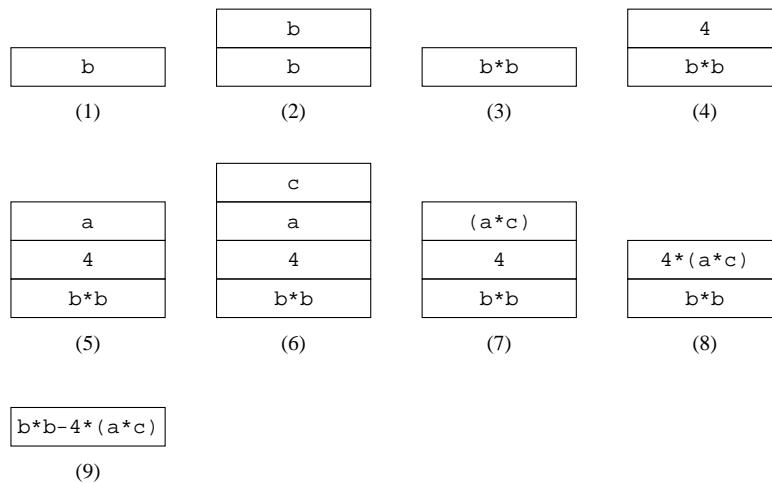 b
b
b
b*b
4
b*b
(1)
(2)
(3)
(4)
a
4
b*b
c
a
4
b*b
(a*c)
4
b*b
4*(a*c)
b*b
(5)
(6)
(7)
(8)
b*b-4*(a*c)
(9)